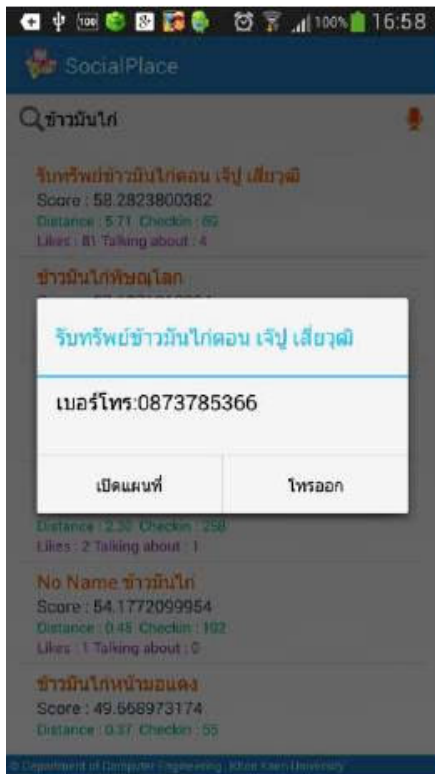 100% 16:58
SocialPlace
ข้าวมันไก่
รับทรัพย์ข้าวมันไก่ตอน เจ๊ปู เสี่ยวุฒิ
Score : 58.2823800382
Distance : 5.71 Checkin : 69
Likes : 81 Talking about : 4
ข้าวมันไก่พิษณุโลก
รับทรัพย์ข้าวมันไก่ตอน เจ๊ปู เสี่ยวุฒิ
เบอร์โทร:0873785366
เปิดแผนที่ โทรออก
Distance : 2.30 Checkin : 258
Likes : 2 Talking about : 1
No Name ข้าวมันไก่
Score : 54.1772099954
Distance : 0.48 Checkin : 102
Likes : 1 Talking about : 0
ข้าวมันไก่หน้ามอแดง
Score : 49.668973174
Distance : 0.37 Checkin : 55
© Department of Computer Engineering, Khon Kaen University